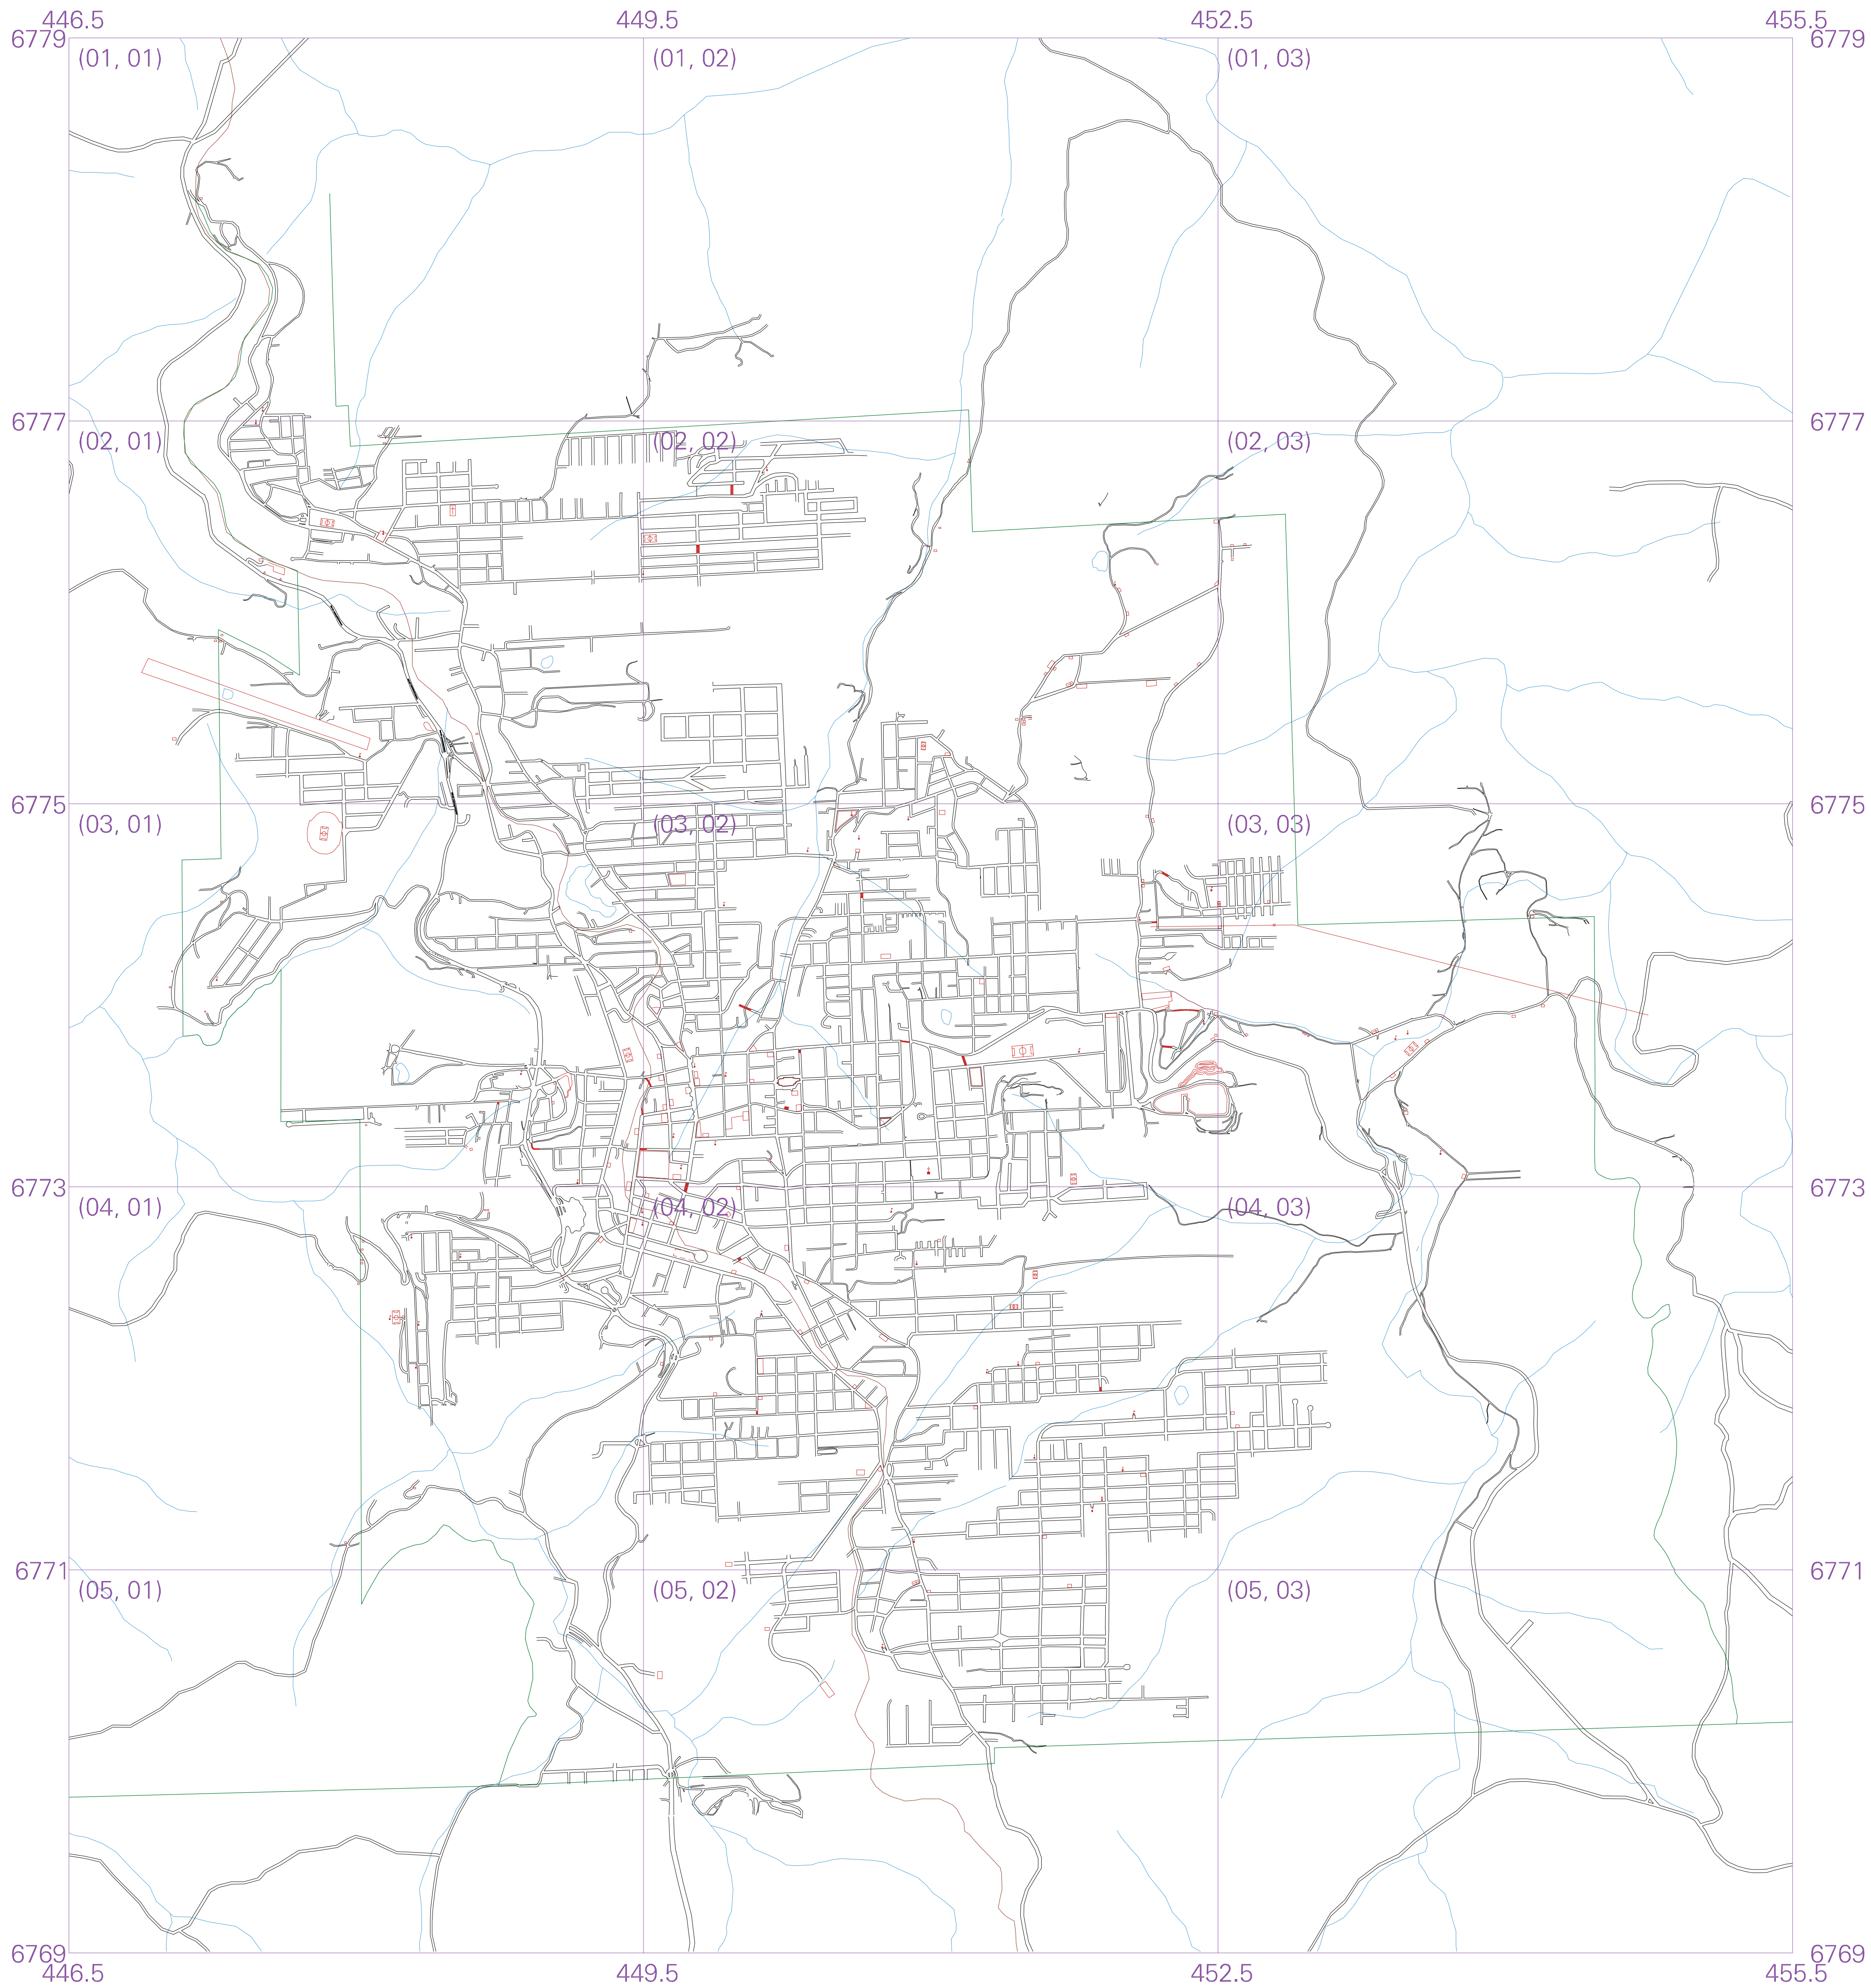 446.5 449.5 452.5 455.5
6779 6779
(01, 01) (01, 02) (01, 03)
6777 6777
(02, 01) (02, 02) (02, 03)
6775 6775
(03, 01) (03, 02) (03, 03)
6773 6773
(04, 01) (04, 02) (04, 03)
6771 6771
(05, 01) (05, 02) (05, 03)
6769 6769
446.5 449.5 452.5 455.5